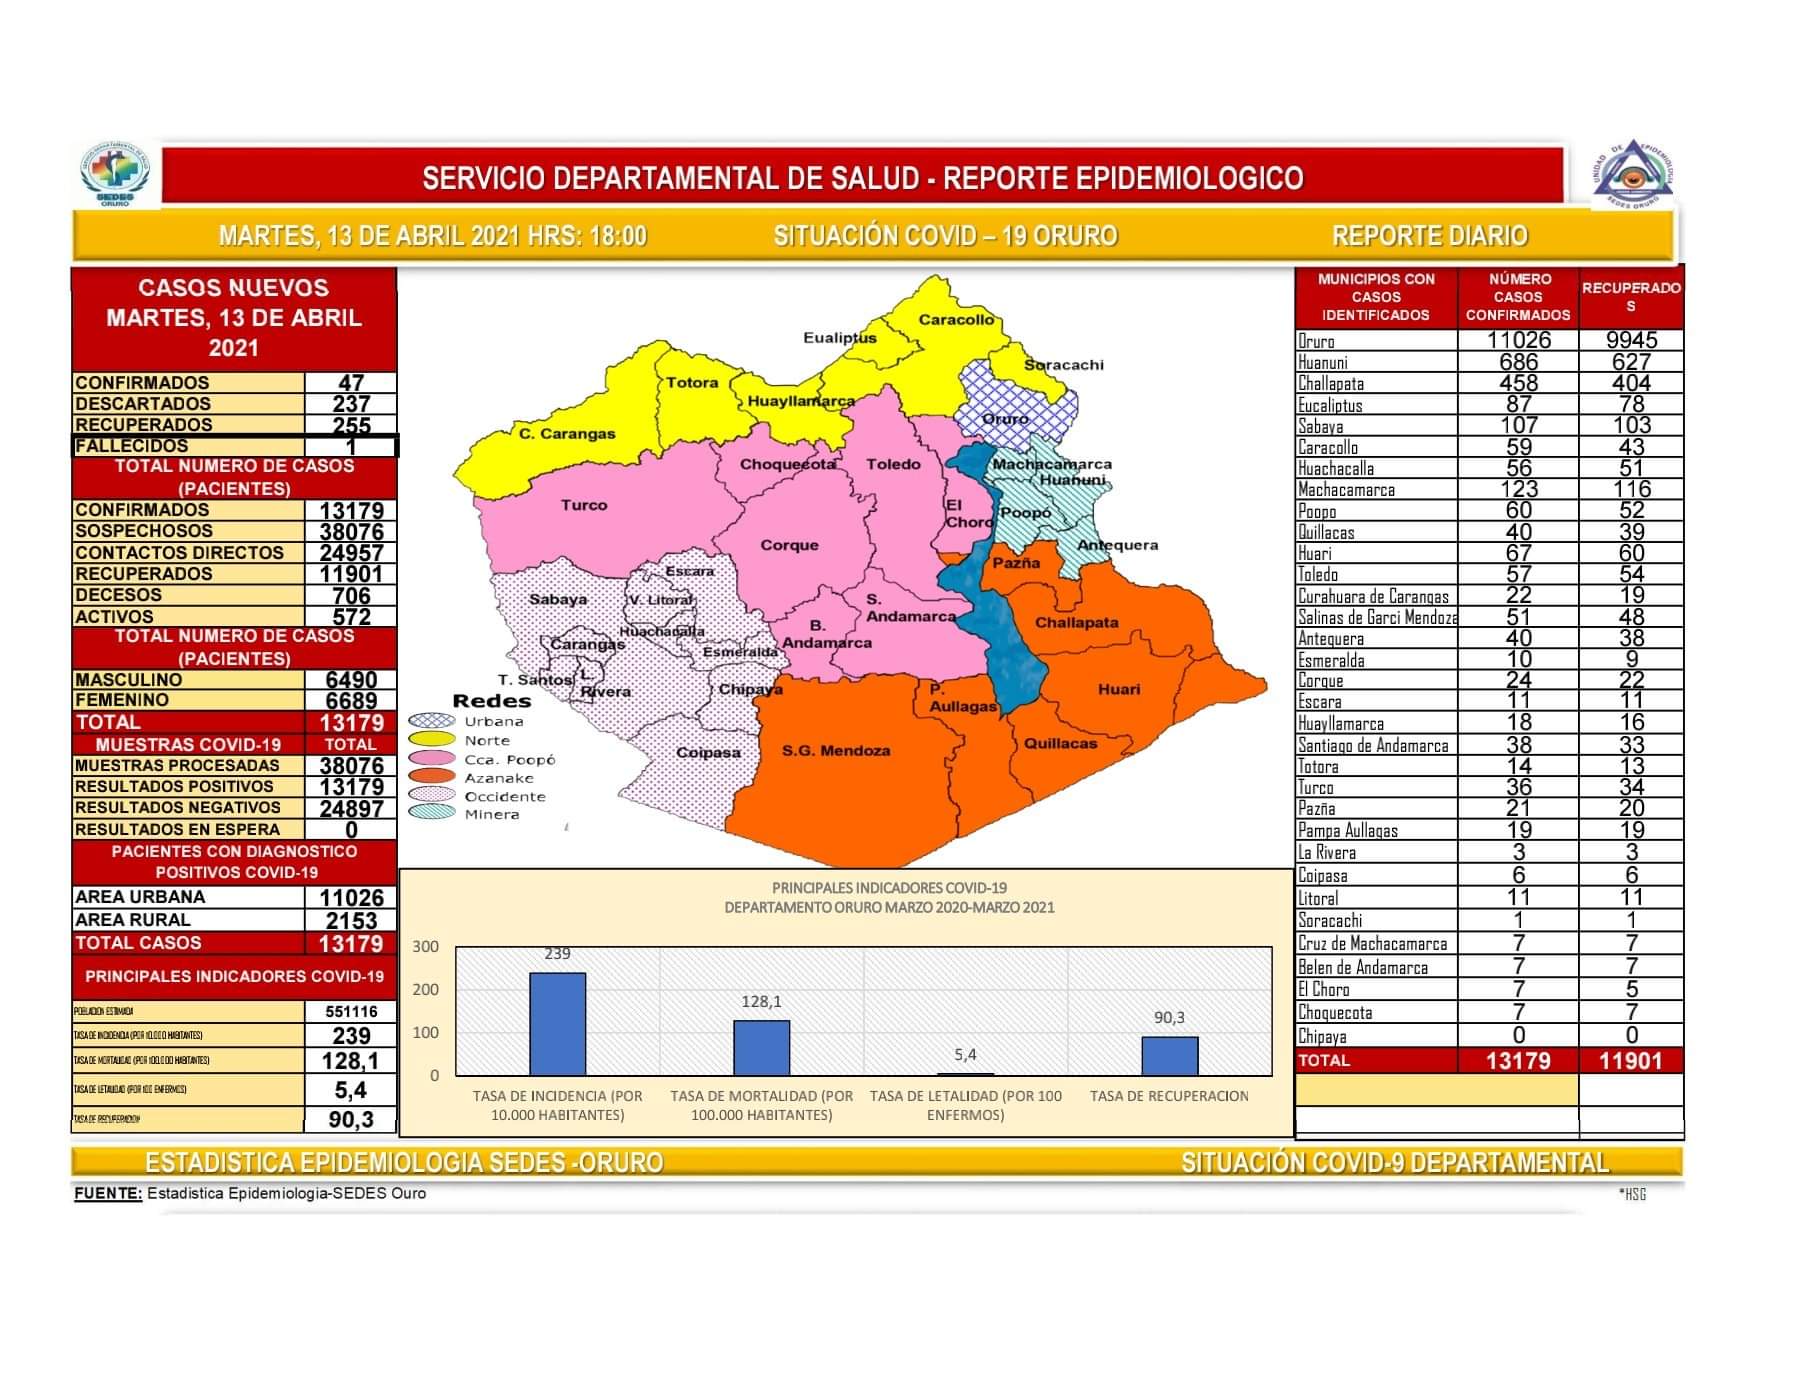 SERVICIO DEPARTAMENTAL DE SALUD - REPORTE EPIDEMIOLOGICO
SEDES
ORURO
UNIDAD DE EPIDEMIOLOGIA
SEDES ORURO
MARTES, 13 DE ABRIL 2021 HRS: 18:00 SITUACIÓN COVID – 19 ORURO REPORTE DIARIO
CASOS NUEVOS
MARTES, 13 DE ABRIL
2021
CONFIRMADOS 47
DESCARTADOS 237
RECUPERADOS 255
FALLECIDOS 1
TOTAL NUMERO DE CASOS
(PACIENTES)
CONFIRMADOS 13179
SOSPECHOSOS 38076
CONTACTOS DIRECTOS 24957
RECUPERADOS 11901
DECESOS 706
ACTIVOS 572
TOTAL NUMERO DE CASOS
(PACIENTES)
MASCULINO 6490
FEMENINO 6689
TOTAL 13179
MUESTRAS COVID-19 TOTAL
MUESTRAS PROCESADAS 38076
RESULTADOS POSITIVOS 13179
RESULTADOS NEGATIVOS 24897
RESULTADOS EN ESPERA 0
PACIENTES CON DIAGNOSTICO
POSITIVOS COVID-19
AREA URBANA 11026
AREA RURAL 2153
TOTAL CASOS 13179
PRINCIPALES INDICADORES COVID-19
POBLACION ESTIMADA 551116
TASA DE INCIDENCIA (POR 10.000 HABITANTES) 239
TASA DE MORTALIDAD (POR 100.000 HABITANTES) 128,1
TASA DE LETALIDAD (POR 100 ENFERMOS) 5,4
TASA DE RECUPERACION 90,3
Caracollo
Eualiptus
Soracachi
Totora
Huayllamarca
Oruro
C. Carangas
Choquecota
Toledo
Machacamarca
Huanuni
Turco
El
Choro
Poopó
Corque
Antequera
Pazña
Escara
Sabaya
V. Litoral
S.
Andamarca
Challapata
B.
Andamarca
Huachacalla
Carangas
Esmeralda
T. Santos
L.
Rivera
Chipaya
P.
Aullagas
Huari
Coipasa
S.G. Mendoza
Quillacas
Redes
Urbana
Norte
Cca. Poopó
Azanake
Occidente
Minera
PRINCIPALES INDICADORES COVID-19
DEPARTAMENTO ORURO MARZO 2020-MARZO 2021
300
200
100
0
239
128,1
5,4
90,3
TASA DE INCIDENCIA (POR
10.000 HABITANTES)
TASA DE MORTALIDAD (POR
100.000 HABITANTES)
TASA DE LETALIDAD (POR 100
ENFERMOS)
TASA DE RECUPERACION
MUNICIPIOS CON
CASOS
IDENTIFICADOS
NÚMERO
CASOS
CONFIRMADOS
RECUPERADO
S
Oruro 11026 9945
Huanuni 686 627
Challapata 458 404
Eucaliptus 87 78
Sabaya 107 103
Caracollo 59 43
Huachacalla 56 51
Machacamarca 123 116
Poopo 60 52
Quillacas 40 39
Huari 67 60
Toledo 57 54
Curahuara de Carangas 22 19
Salinas de Garci Mendoza 51 48
Antequera 40 38
Esmeralda 10 9
Corque 24 22
Escara 11 11
Huayllamarca 18 16
Santiago de Andamarca 38 33
Totora 14 13
Turco 36 34
Pazña 21 20
Pampa Aullagas 19 19
La Rivera 3 3
Coipasa 6 6
Litoral 11 11
Soracachi 1 1
Cruz de Machacamarca 7 7
Belen de Andamarca 7 7
El Choro 7 5
Choquecota 7 7
Chipaya 0 0
TOTAL 13179 11901
ESTADISTICA EPIDEMIOLOGIA SEDES -ORURO SITUACIÓN COVID-9 DEPARTAMENTAL
FUENTE: Estadistica Epidemiologia-SEDES Ouro
*HSG